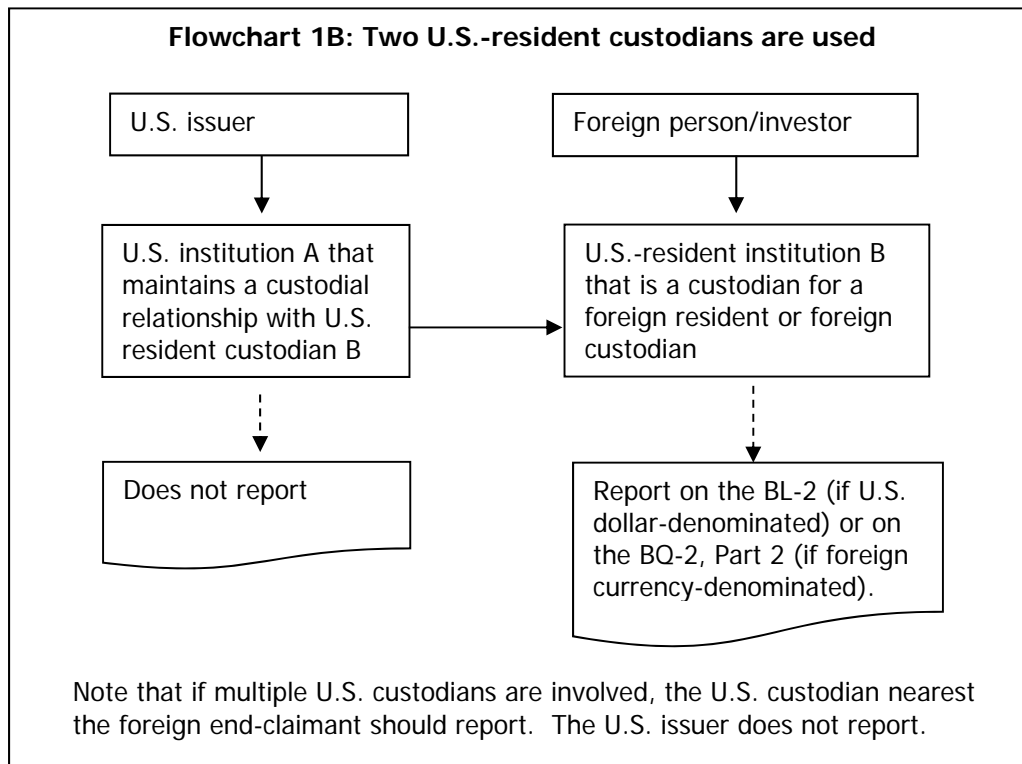 Flowchart 1B: Two U.S.-resident custodians are used
U.S. issuer
Foreign person/investor
U.S. institution A that
maintains a custodial
relationship with U.S.
resident custodian B
U.S.-resident institution B
that is a custodian for a
foreign resident or foreign
custodian
Does not report
Report on the BL-2 (if U.S.
dollar-denominated) or on
the BQ-2, Part 2 (if foreign
currency-denominated).
Note that if multiple U.S. custodians are involved, the U.S. custodian nearest
the foreign end-claimant should report.  The U.S. issuer does not report.